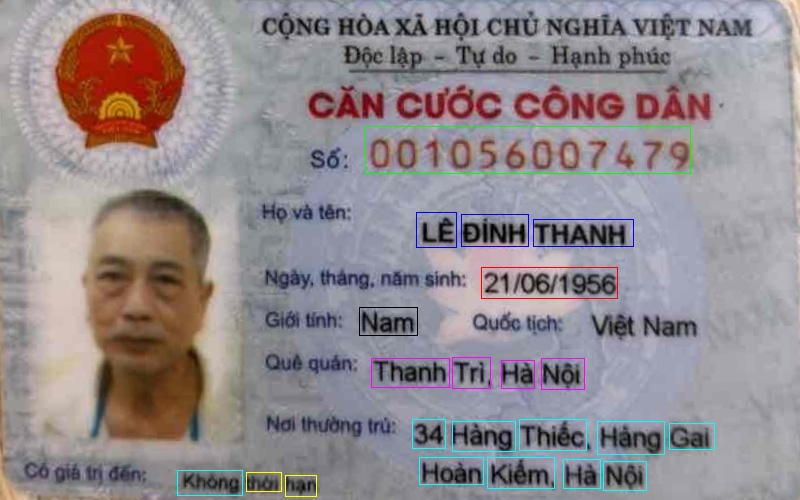 CỘNG HÒA XÃ HỘI CHỦ NGHĨA VIỆT NAM
Độc lập - Tự do - Hạnh phúc
CĂN CƯỚC CÔNG DÂN
Số: 001056007479
Họ và tên:
LÊ ĐÌNH THANH
Ngày, tháng, năm sinh: 21/06/1956
Giới tính: Nam Quốc tịch: Việt Nam
Quê quán: Thanh Trì, Hà Nội
Nơi thường trú: 34 Hàng Thiếc, Hàng Gai
Hoàn Kiếm, Hà Nội
Có giá trị đến: Không thời hạn